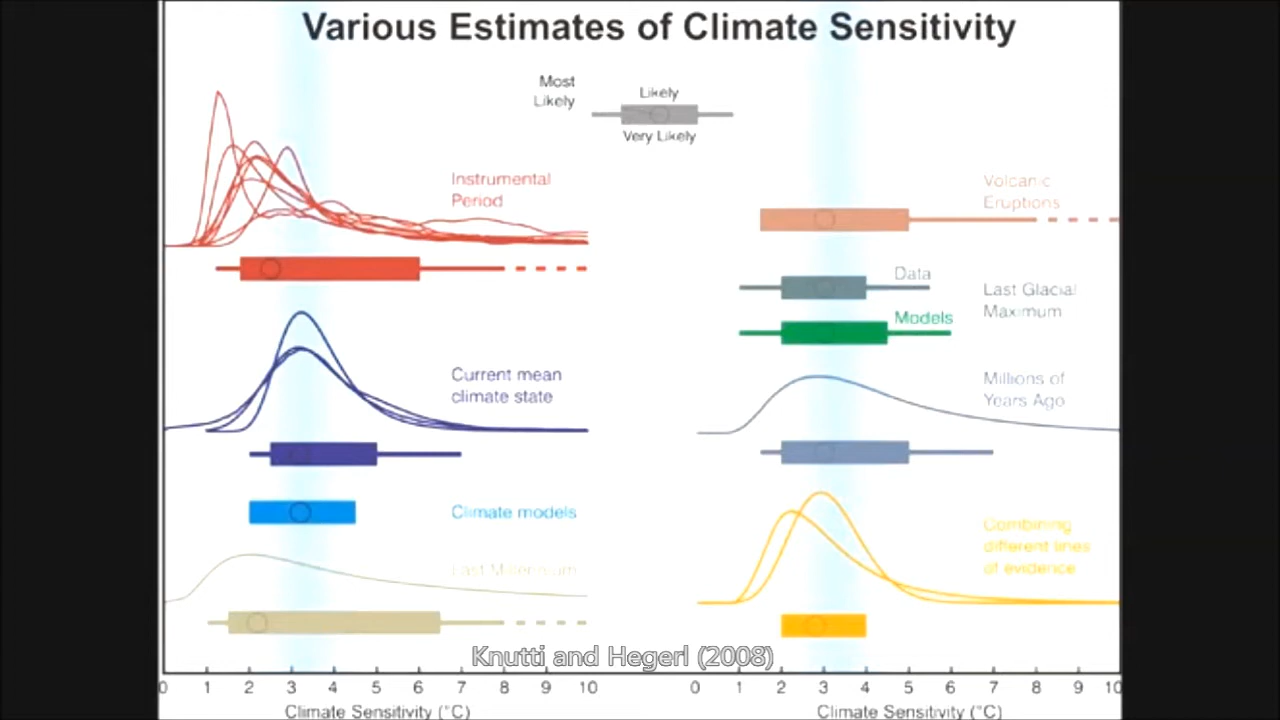 Various Estimates of Climate Sensitivity
Most
Likely
Likely
Very Likely
Instrumental
Period
Current mean
climate state
Climate models
Last Millennium
Volcanic
Eruptions
Data
Last Glacial
Maximum
Models
Millions of
Years Ago
Combining
different lines
of evidence
Knutti and Hegerl (2008)
0 1 2 3 4 5 6 7 8 9 10
Climate Sensitivity (°C)
0 1 2 3 4 5 6 7 8 9 10
Climate Sensitivity (°C)